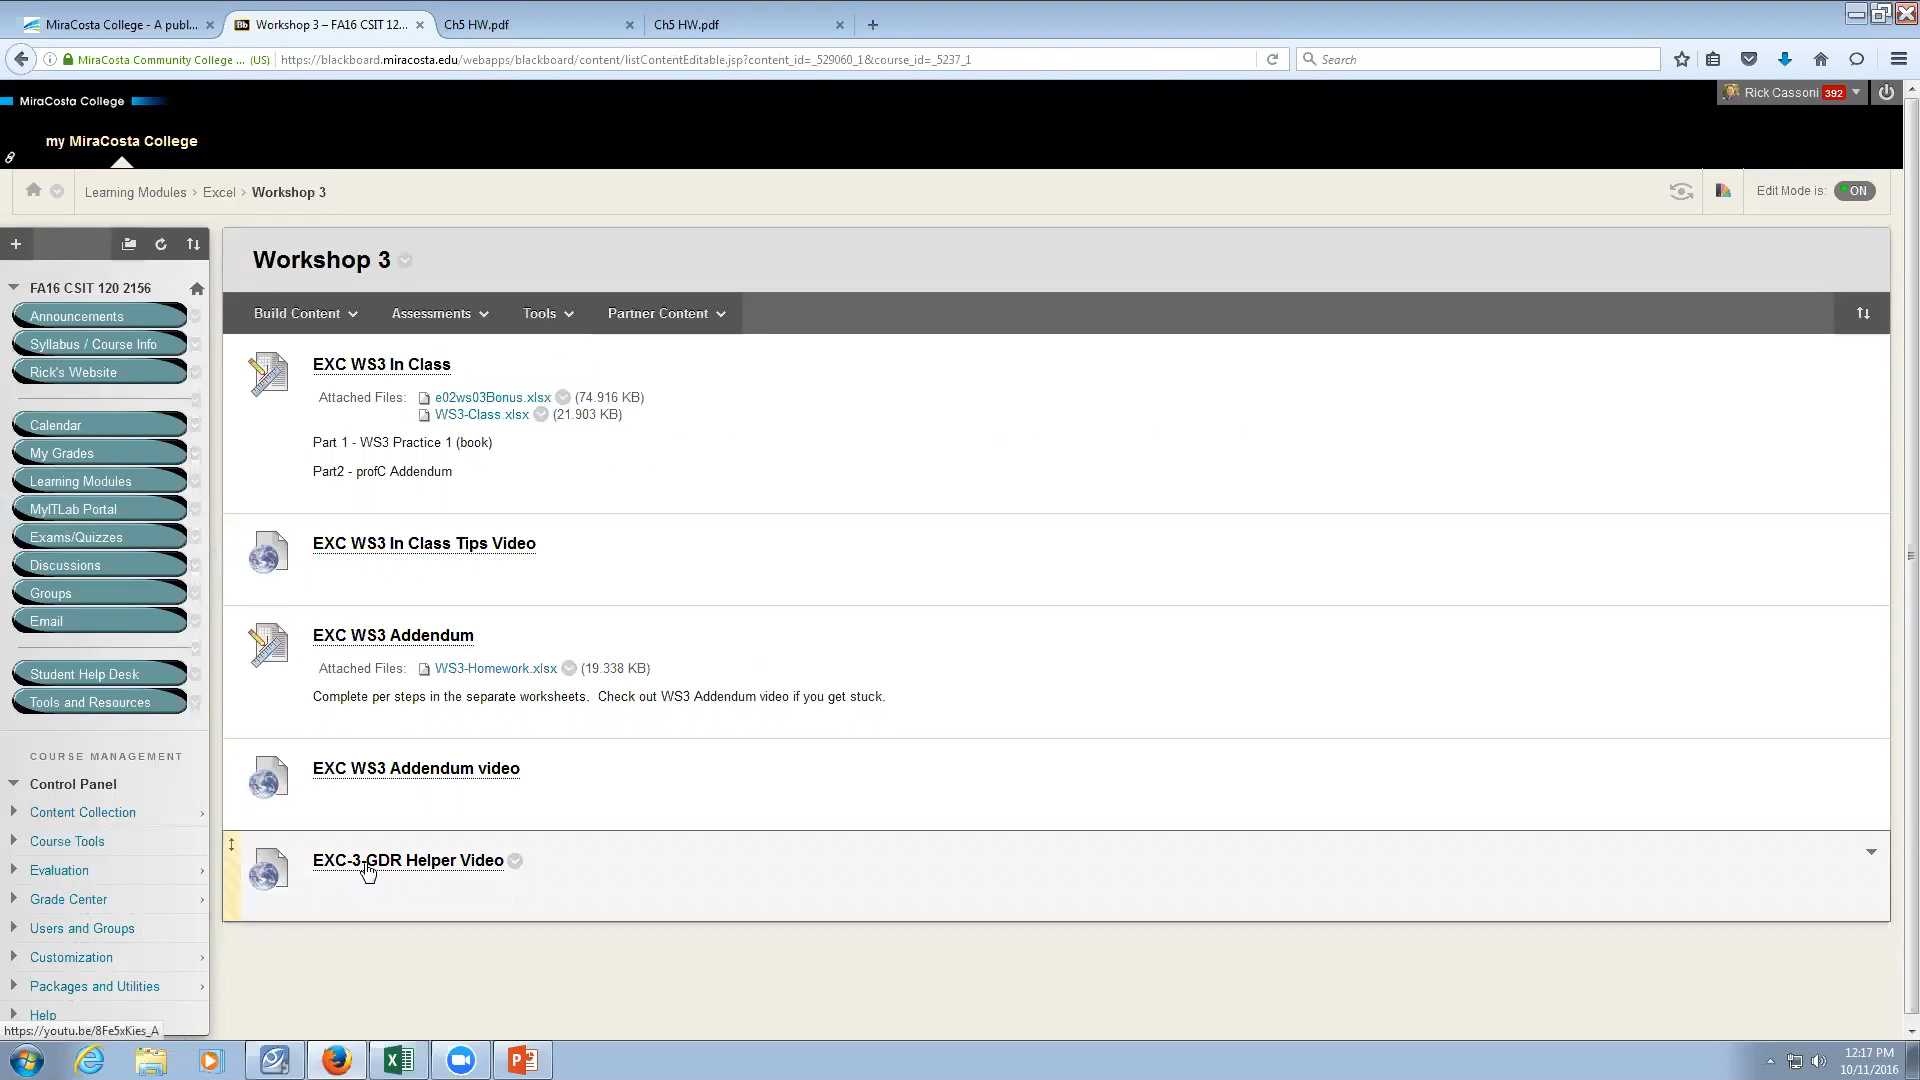 MiraCosta College - A publ...
Workshop 3 – FA16 CSIT 12...
Ch5 HW.pdf
Ch5 HW.pdf
MiraCosta Community College ... (US)
https://blackboard.miracosta.edu/webapps/blackboard/content/listContentEditable.jsp?content_id=_529060_1&course_id=_5237_1
Search
MiraCosta College
Rick Cassoni 392
my MiraCosta College
Learning Modules > Excel > Workshop 3
Edit Mode is: ON
FA16 CSIT 120 2156
Announcements
Syllabus / Course Info
Rick's Website
Calendar
My Grades
Learning Modules
MyITLab Portal
Exams/Quizzes
Discussions
Groups
Email
Student Help Desk
Tools and Resources
COURSE MANAGEMENT
Control Panel
Content Collection
Course Tools
Evaluation
Grade Center
Users and Groups
Customization
Packages and Utilities
Help
https://youtu.be/8Fe5xKies_A
Workshop 3
Build Content
Assessments
Tools
Partner Content
EXC WS3 In Class
Attached Files: e02ws03Bonus.xlsx (74.916 KB)
WS3-Class.xlsx (21.903 KB)
Part 1 - WS3 Practice 1 (book)
Part2 - profC Addendum
EXC WS3 In Class Tips Video
EXC WS3 Addendum
Attached Files: WS3-Homework.xlsx (19.338 KB)
Complete per steps in the separate worksheets. Check out WS3 Addendum video if you get stuck.
EXC WS3 Addendum video
EXC-3-GDR Helper Video
12:17 PM
10/11/2016